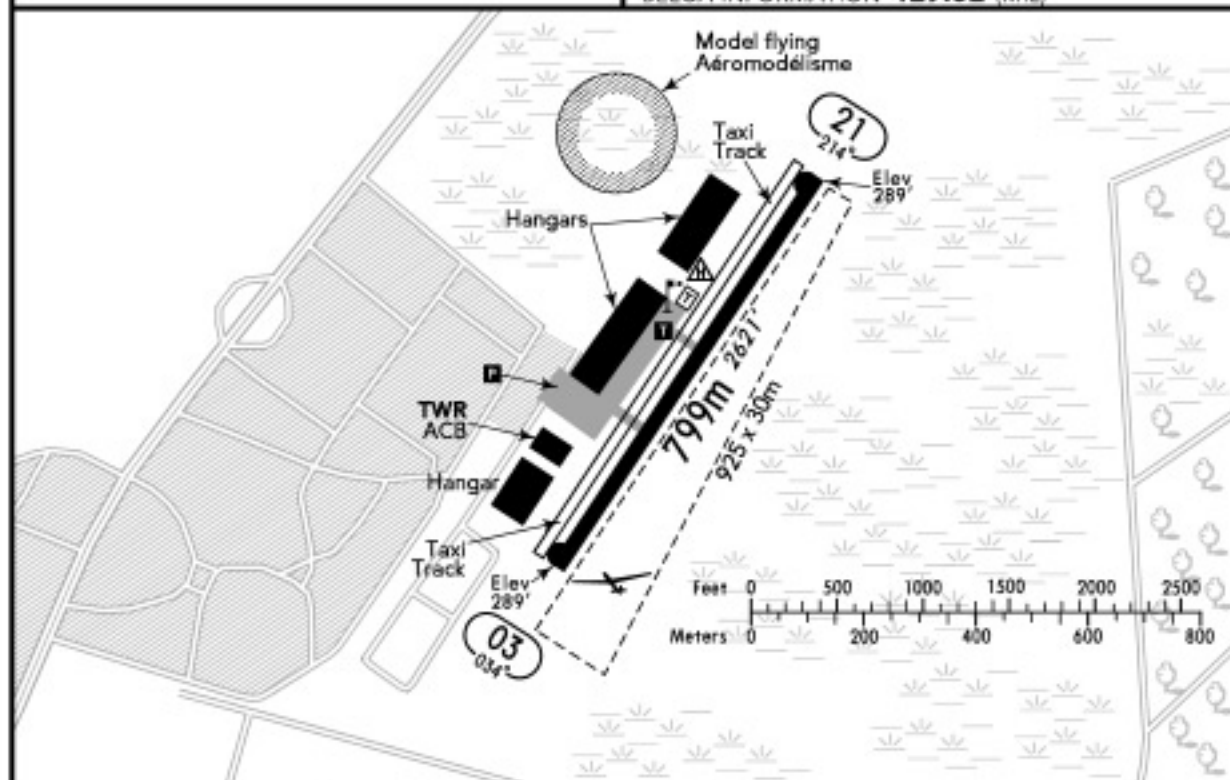 Model flying
Aéromodélisme
21
214°
Taxi
Track
Elev
289'
Hangars
T
P
TWR
ACB
799m 2621'
925 x 30m
Hangar
Taxi
Track
Elev
289'
03
034°
Feet 0 500 1000 1500 2000 2500
Meters 0 200 400 600 800